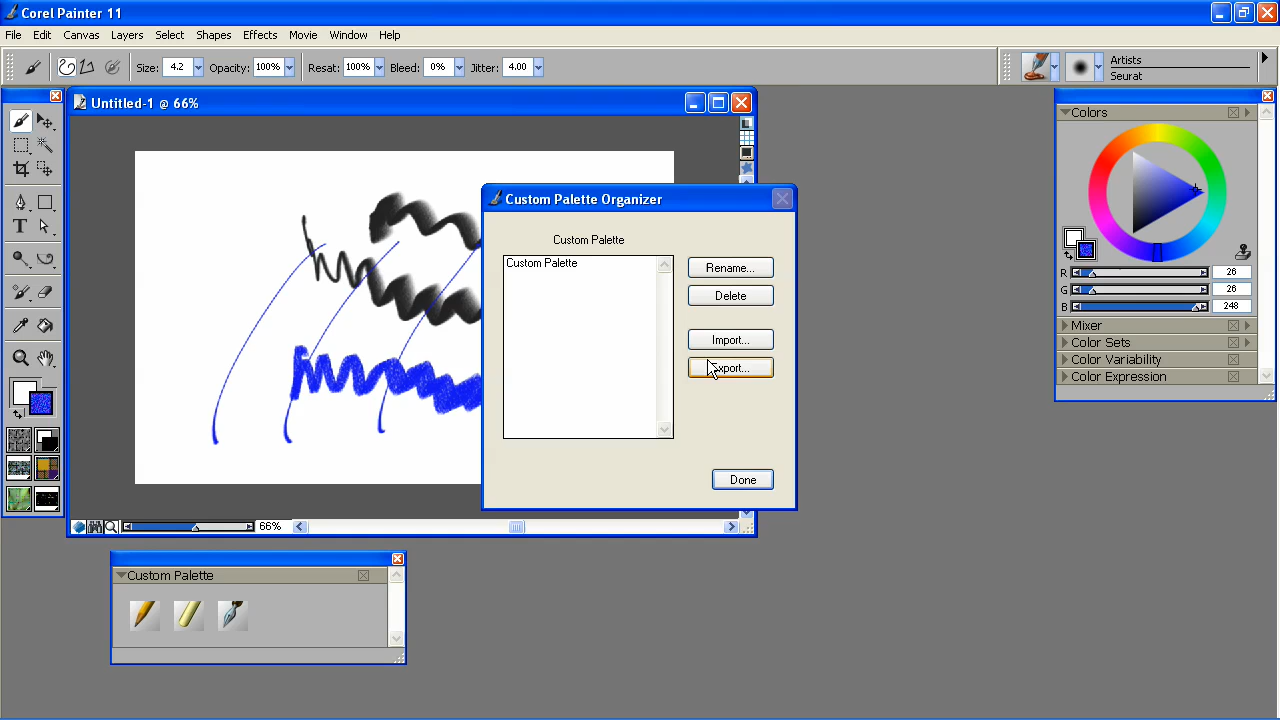 Corel Painter 11
File Edit Canvas Layers Select Shapes Effects Movie Window Help
Size: 4.2 Opacity: 100% Resat: 100% Bleed: 0% Jitter: 4.00
Artists
Seurat
Untitled-1 @ 66%
Colors
Custom Palette Organizer
Custom Palette
Custom Palette
Rename...
Delete
Import...
Export...
Done
R 26
G 26
B 248
Mixer
Color Sets
Color Variability
Color Expression
T
66%
Custom Palette